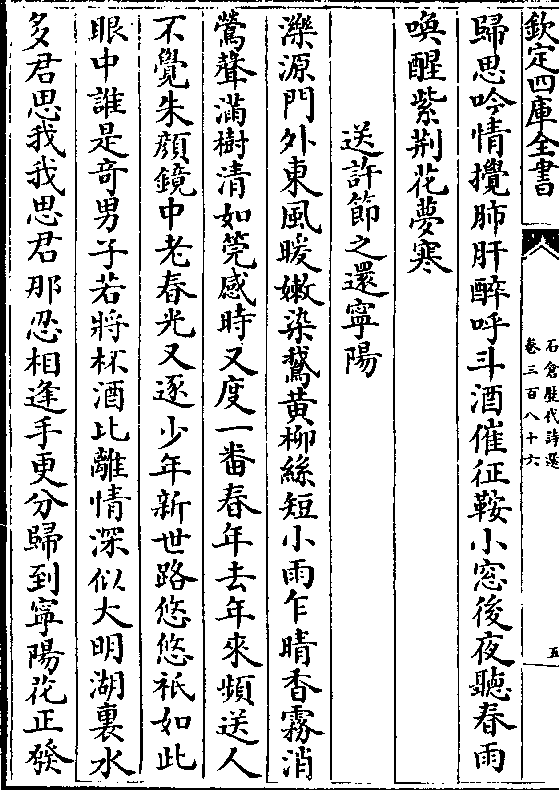 欽定四庫全書
石倉歷代詩選
卷三百八十六
五
歸思吟情攪肺肝醉呼斗酒催征鞍小窓後夜聽春雨
喚醒紫荆花夢寒
送許節之還寧陽
濼源門外東風暖嫩染鵞黄柳絲短小雨乍晴香霧消
鶯聲滿樹清如筦感時又度一番春年去年來頻送人
不覺朱顔鏡中老春光又逐少年新世路悠悠祇如此
眼中誰是竒男子若將杯酒比離情深似大明湖裏水
多君思我我思君那忍相逢手更分歸到寧陽花正發